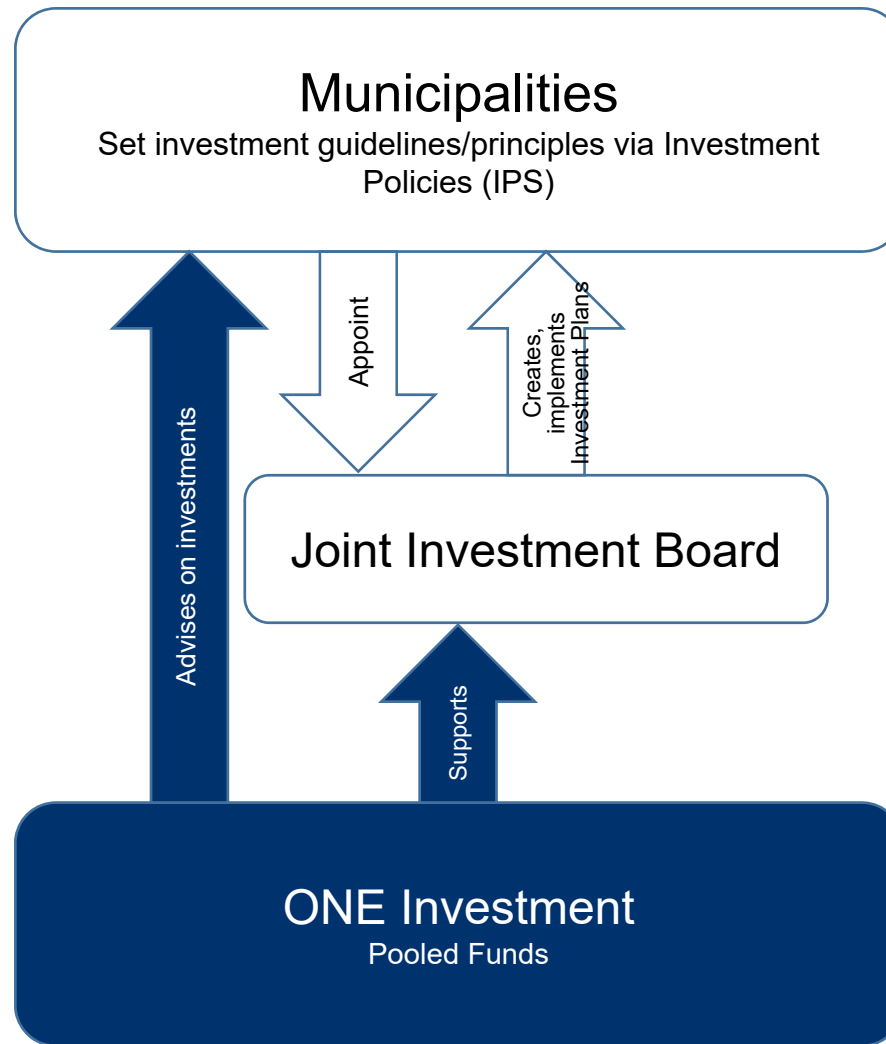 Municipalities
Set investment guidelines/principles via Investment
Policies (IPS)
Appoint
Creates,
implements
Investment Plans
Advises on investments
Joint Investment Board
Supports
ONE Investment
Pooled Funds